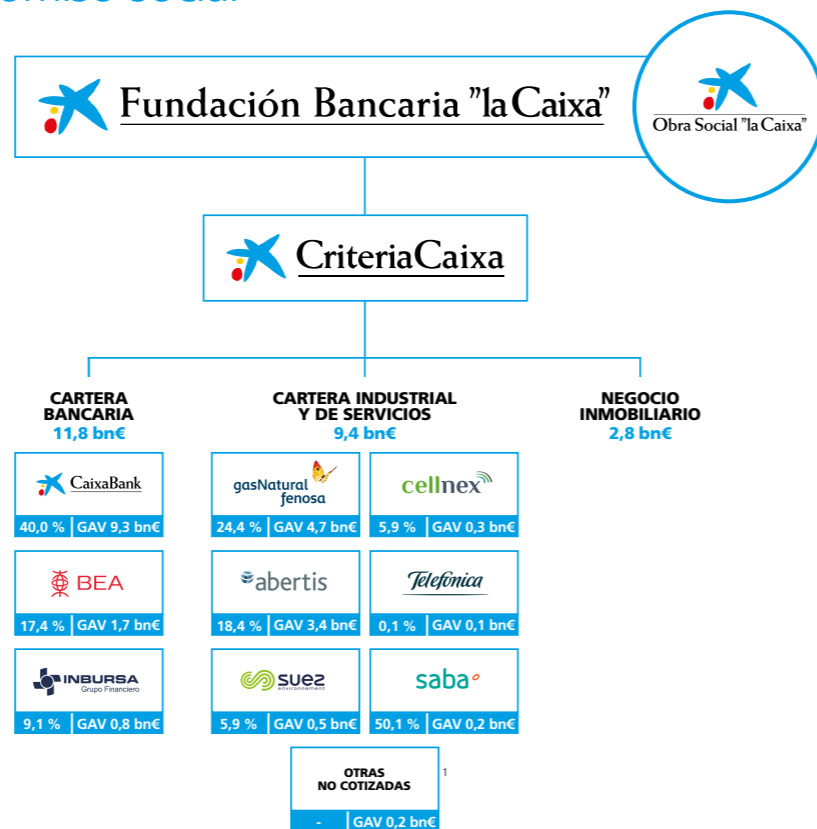 Fundación Bancaria "la Caixa"
Obra Social "la Caixa"
CriteriaCaixa
CARTERA
BANCARIA
11,8 bn€
CARTERA INDUSTRIAL
Y DE SERVICIOS
9,4 bn€
NEGOCIO
INMOBILIARIO
2,8 bn€
CaixaBank
40,0 % GAV 9,3 bn€
gasNatural
fenosa
24,4 % GAV 4,7 bn€
cellnex
5,9 % GAV 0,3 bn€
BEA
17,4 % GAV 1,7 bn€
abertis
18,4 % GAV 3,4 bn€
Telefónica
0,1 % GAV 0,1 bn€
INBURSA
Grupo Financiero
9,1 % GAV 0,8 bn€
suez
environnement
5,9 % GAV 0,5 bn€
saba
50,1 % GAV 0,2 bn€
OTRAS
NO COTIZADAS
1
- GAV 0,2 bn€